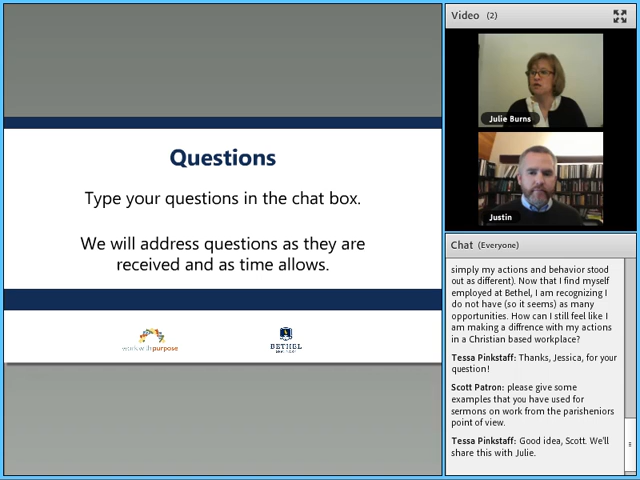 Questions
Type your questions in the chat box.
We will address questions as they are
received and as time allows.
workwithpurpose
BETHEL
Video (2)
Julie Burns
Justin
Chat (Everyone)
simply my actions and behavior stood
out as different). Now that I find myself
employed at Bethel, I am recognizing I
do not have (so it seems) as many
opportunities. How can I still feel like I
am making a diffrence with my actions
in a Christian based workplace?
Tessa Pinkstaff: Thanks, Jessica, for your
question!
Scott Patron: please give some
examples that you have used for
sermons on work from the parisheniors
point of view.
Tessa Pinkstaff: Good idea, Scott. We'll
share this with Julie.